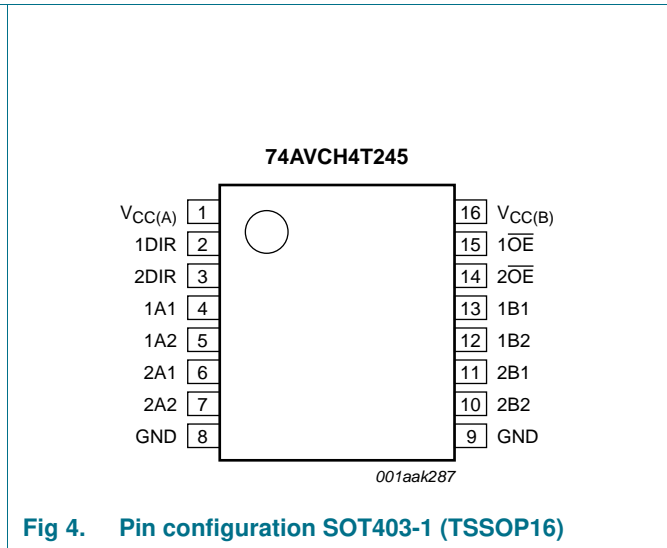 74AVCH4T245
VCC(A) 1 16 VCC(B)
1DIR 2 15 1O̅E̅
2DIR 3 14 2O̅E̅
1A1 4 13 1B1
1A2 5 12 1B2
2A1 6 11 2B1
2A2 7 10 2B2
GND 8 9 GND
001aak287
Fig 4. Pin configuration SOT403-1 (TSSOP16)